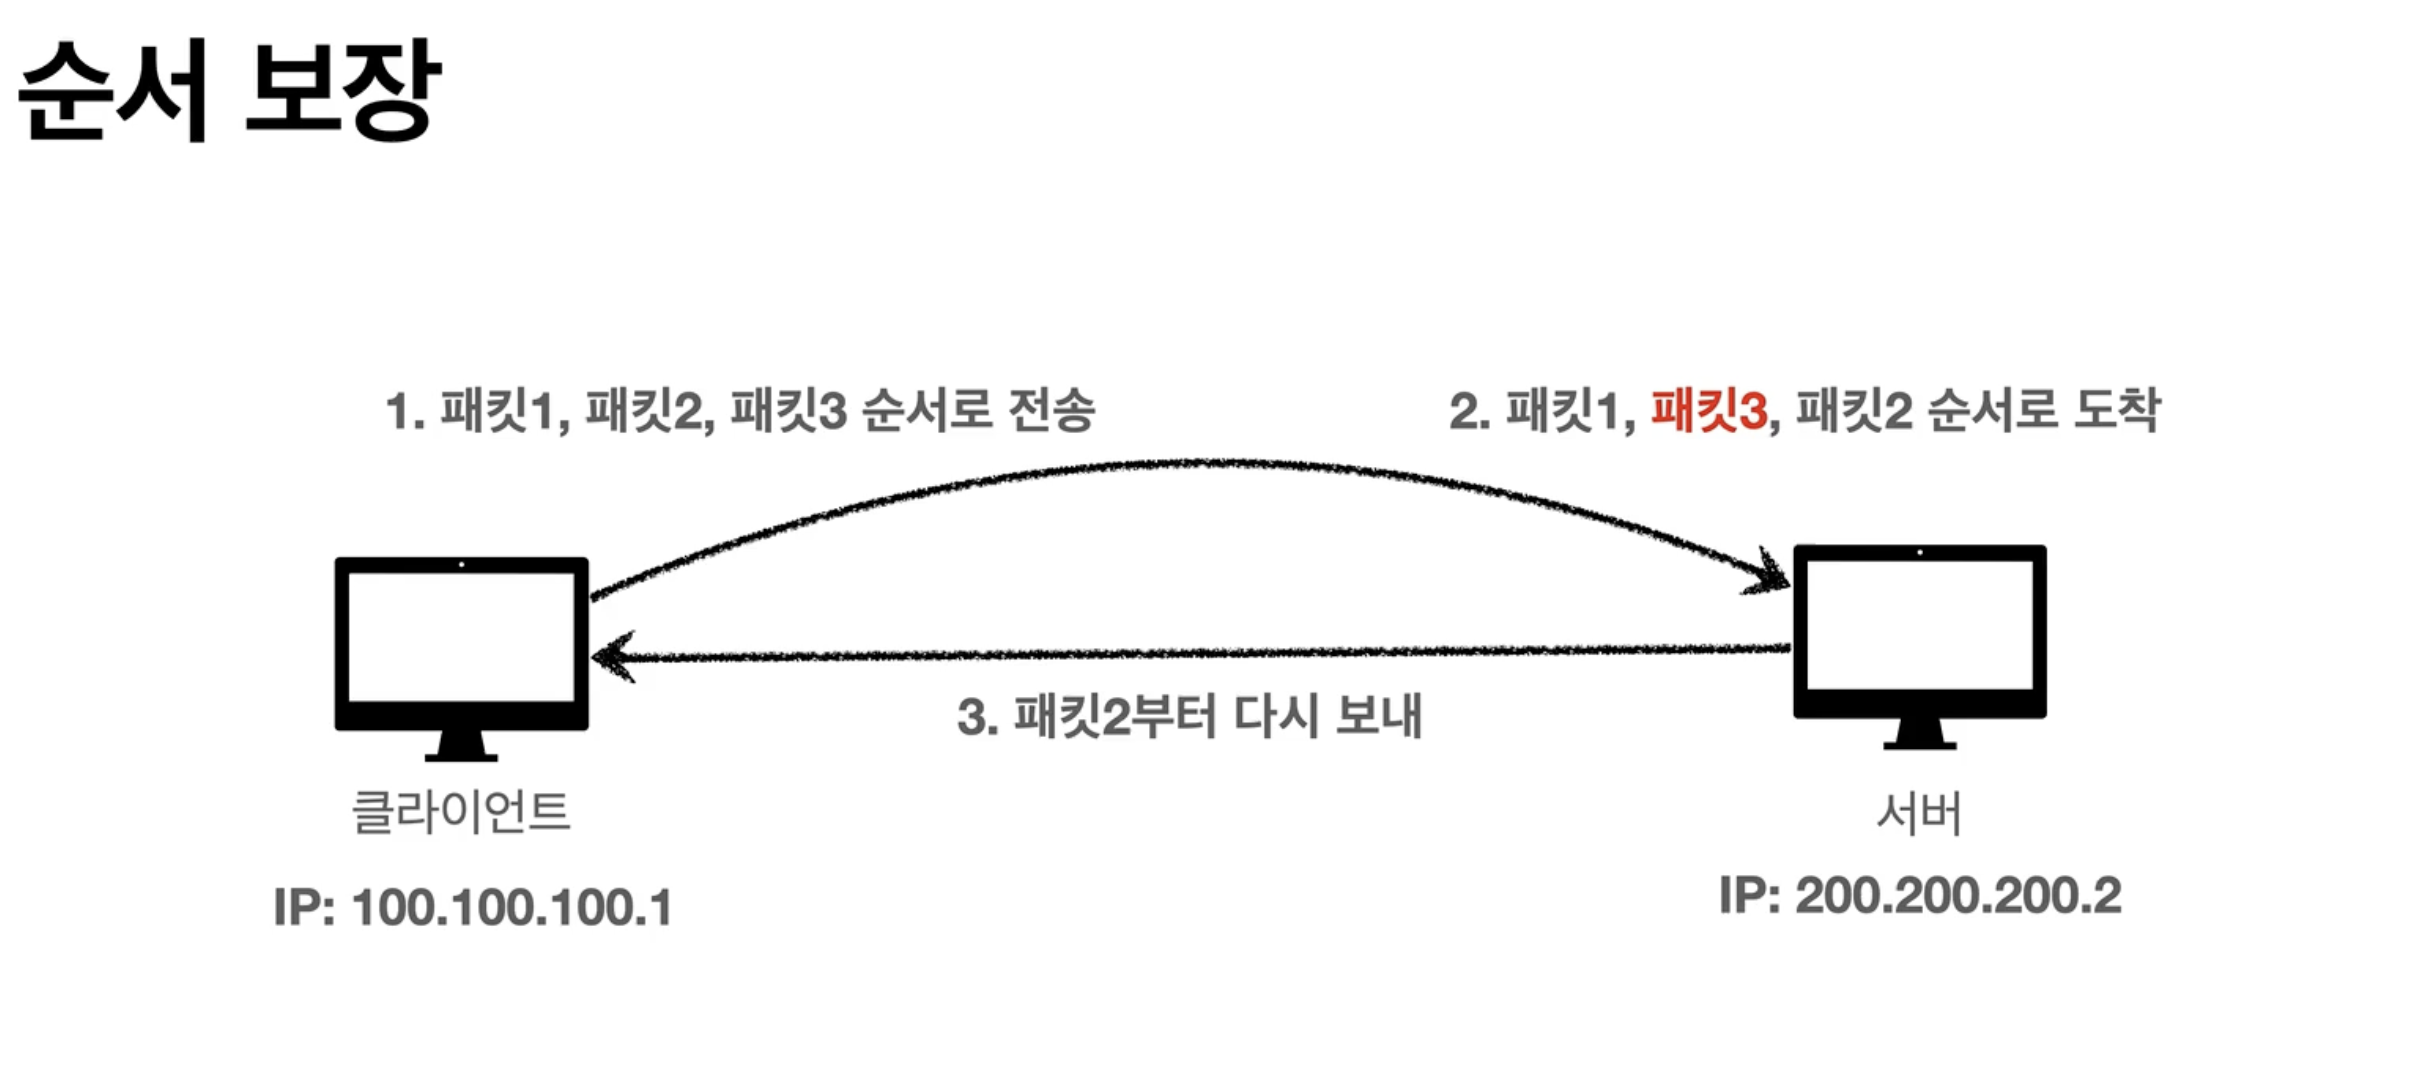 순서 보장
1. 패킷1, 패킷2, 패킷3 순서로 전송
2. 패킷1, 패킷3, 패킷2 순서로 도착
3. 패킷2부터 다시 보내
클라이언트
IP: 100.100.100.1
서버
IP: 200.200.200.2